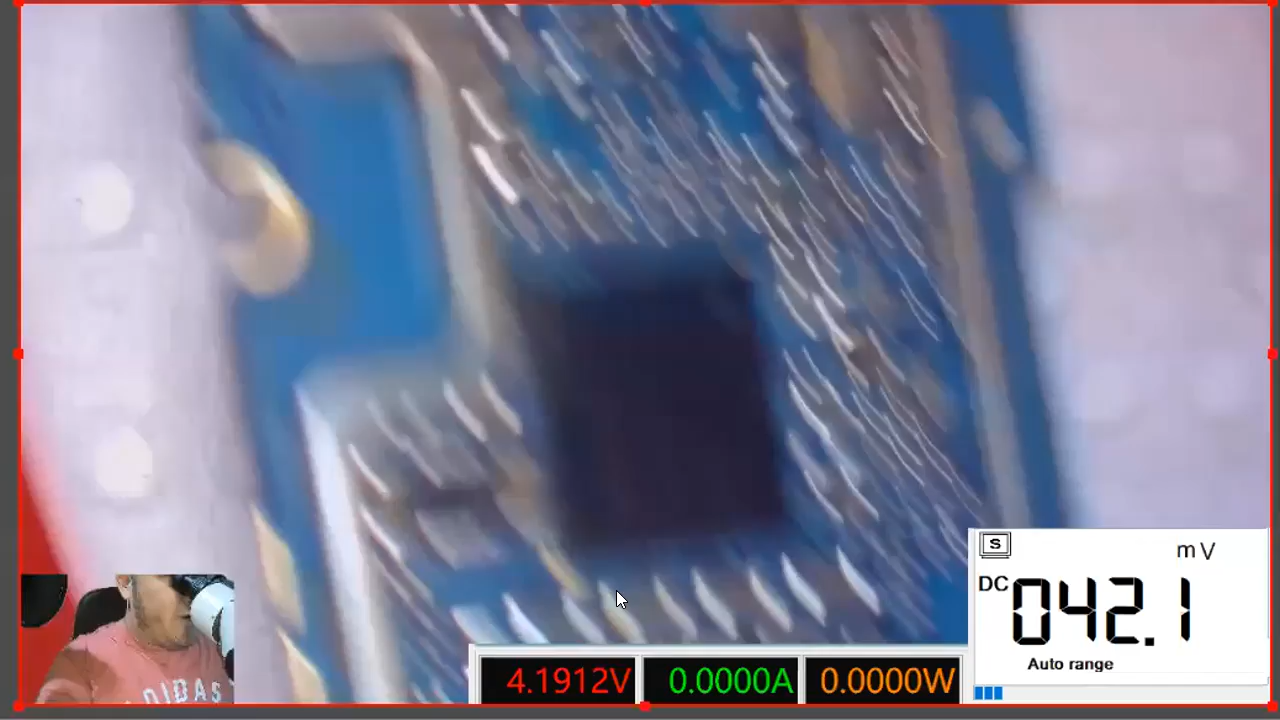 S
mV
DC 042.1
Auto range
4.1912V 0.0000A 0.0000W
ADIDAS